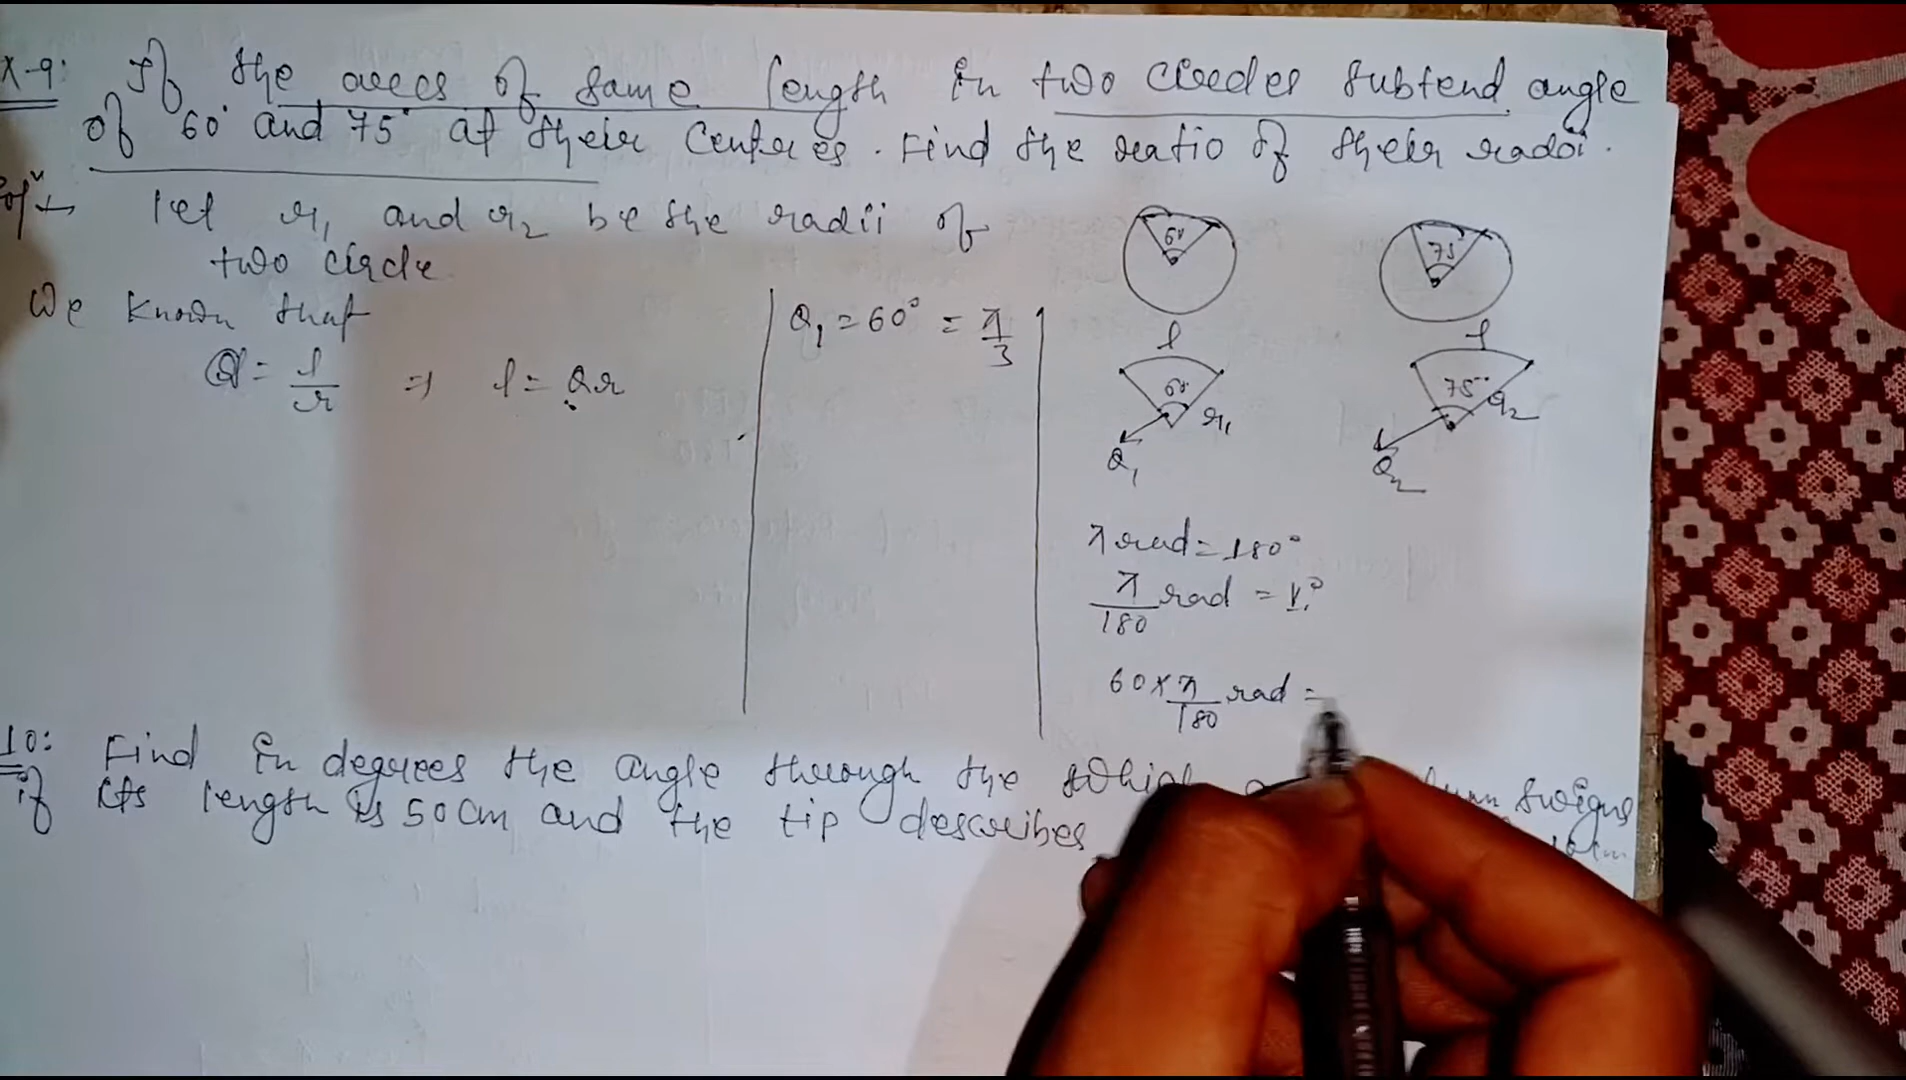 X-9: If the arcs of same length in two circles subtend angle
of 60° and 75° at their centres. Find the ratio of their radii.
Solⁿ→ let r₁ and r₂ be the radii of
two circle
We known that
θ = l/r ⇒ l = θr
θ₁ = 60° = π/3
60°
75°
l
60°
r₁
θ₁
l
75°
r₂
θ₂
π rad = 180°
π/180 rad = 1°
60 × π/180 rad =
10: Find in degrees the angle through the which swigns
if its length is 50 cm and the tip describes